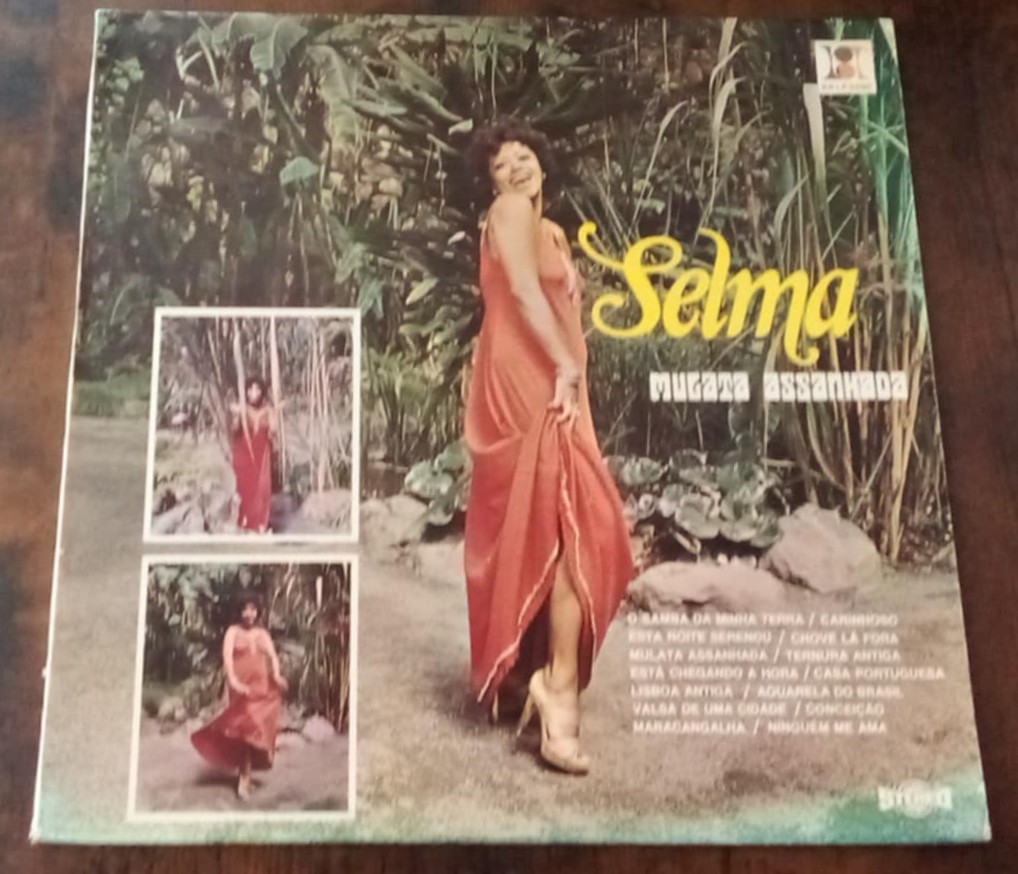 Selma
MULATA ASSANHADA
O SAMBA DA MINHA TERRA / CARINHOSO
ESTA NOITE SERENOU / CHOVE LÁ FORA
MULATA ASSANHADA / TERNURA ANTIGA
ESTÁ CHEGANDO A HORA / CASA PORTUGUESA
LISBOA ANTIGA / AQUARELA DO BRASIL
VALSA DE UMA CIDADE / CONCEIÇÃO
MARACANGALHA / NINGUÉM ME AMA
STEREO